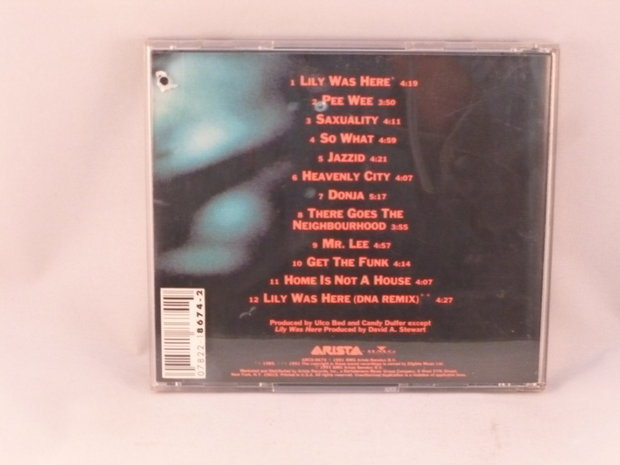 1 LILY WAS HERE* 4:19
2 PEE WEE 3:50
3 SAXUALITY 4:11
4 SO WHAT 4:59
5 JAZZID 4:21
6 HEAVENLY CITY 4:07
7 DONJA 5:17
8 THERE GOES THE
NEIGHBOURHOOD 3:55
9 MR. LEE 4:57
10 GET THE FUNK 4:14
11 HOME IS NOT A HOUSE 4:07
12 LILY WAS HERE (DNA REMIX)** 4:27
Produced by Ulco Bed and Candy Dulfer except
Lily Was Here Produced by David A. Stewart
ARISTA
07822 18674-2